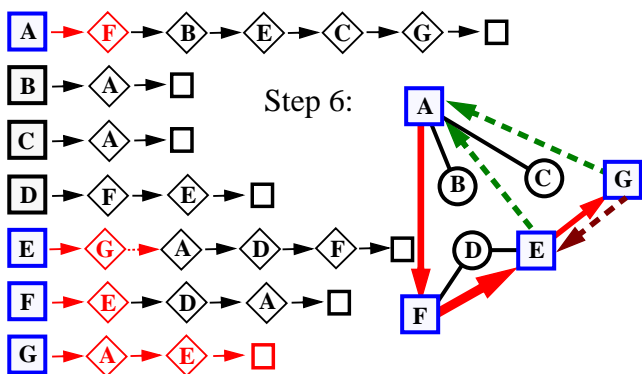 A F B E C G
B A
Step 6:
C A
D F E
E G A D F
F E D A
G A E
A
B C G
D E
F